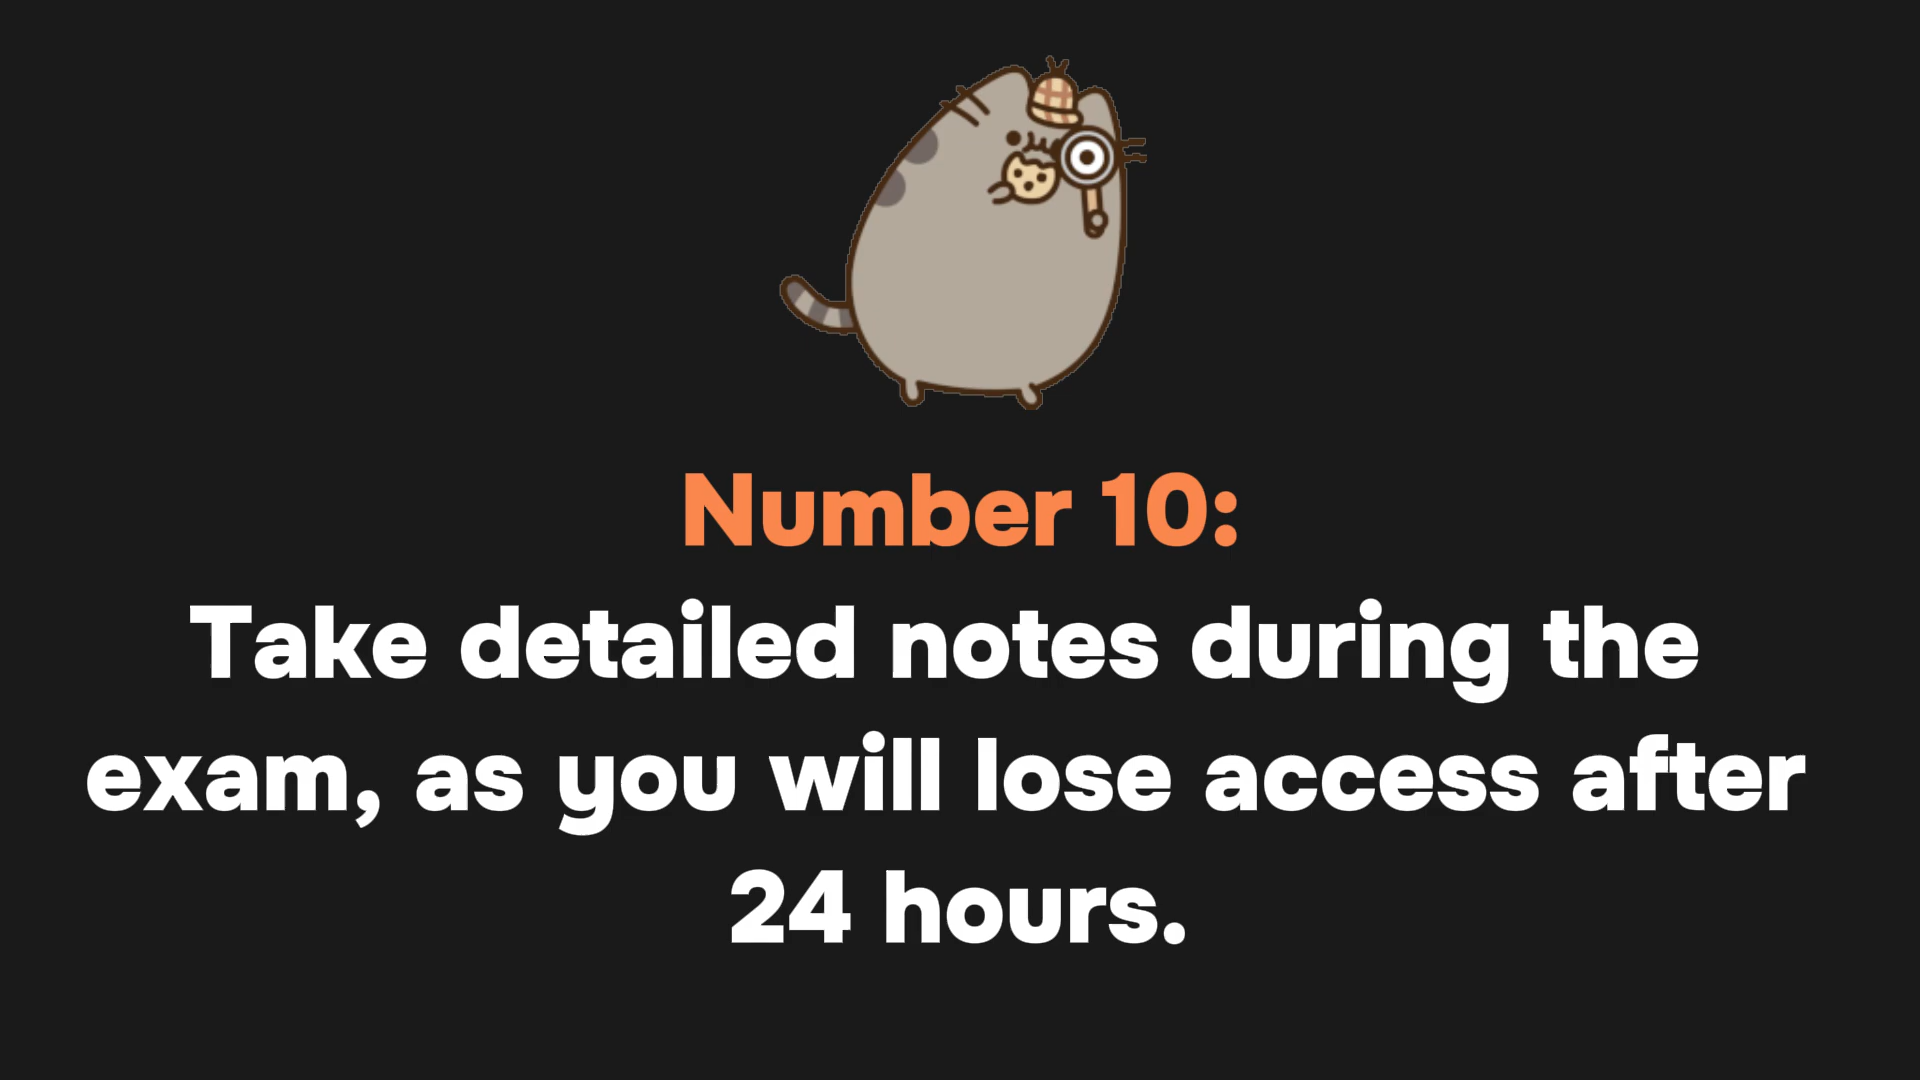 Number 10:
Take detailed notes during the
exam, as you will lose access after
24 hours.